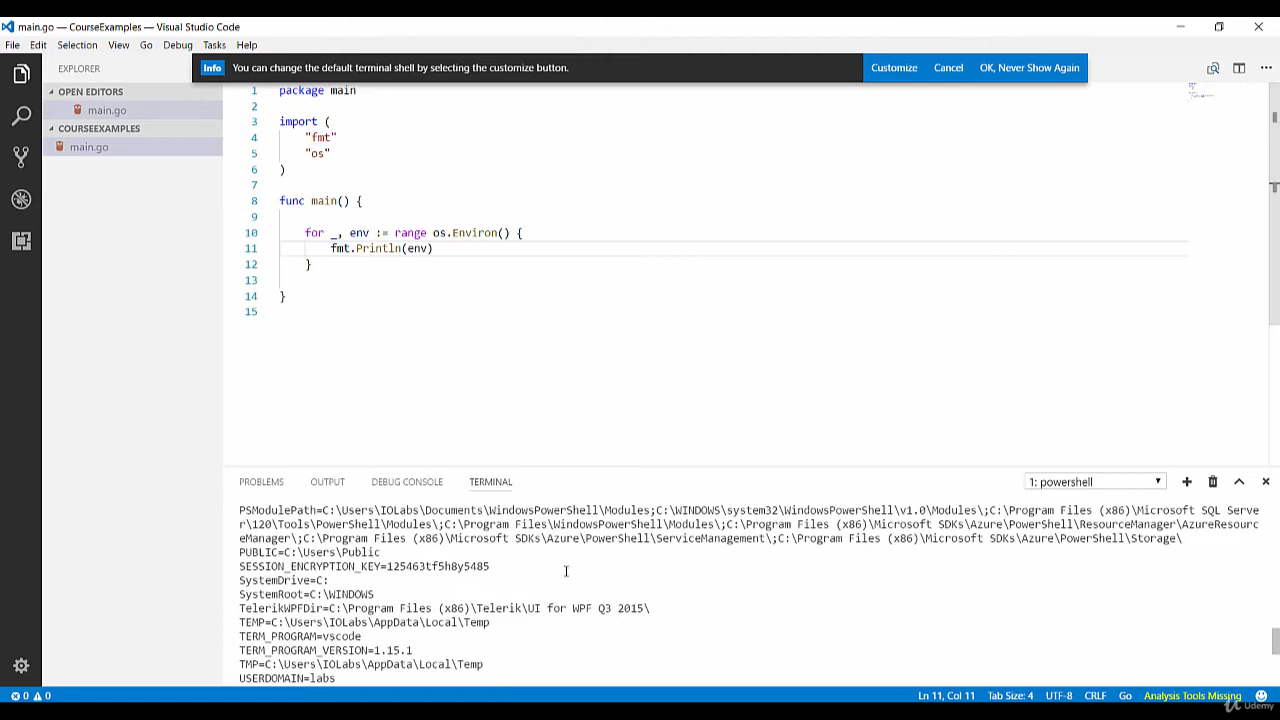 main.go — CourseExamples — Visual Studio Code
File Edit Selection View Go Debug Tasks Help
EXPLORER
Info You can change the default terminal shell by selecting the customize button. Customize Cancel OK, Never Show Again
OPEN EDITORS
main.go
COURSEEXAMPLES
main.go
1 package main
2
3 import (
4 "fmt"
5 "os"
6 )
7
8 func main() {
9
10 for _, env := range os.Environ() {
11 fmt.Println(env)
12 }
13
14 }
15
PROBLEMS OUTPUT DEBUG CONSOLE TERMINAL 1: powershell
PSModulePath=C:\Users\IOLabs\Documents\WindowsPowerShell\Modules;C:\WINDOWS\system32\WindowsPowerShell\v1.0\Modules\;C:\Program Files (x86)\Microsoft SQL Serve
r\120\Tools\PowerShell\Modules\;C:\Program Files\WindowsPowerShell\Modules\;C:\Program Files (x86)\Microsoft SDKs\Azure\PowerShell\ResourceManager\AzureResourc
eManager\;C:\Program Files (x86)\Microsoft SDKs\Azure\PowerShell\ServiceManagement\;C:\Program Files (x86)\Microsoft SDKs\Azure\PowerShell\Storage\
PUBLIC=C:\Users\Public
SESSION_ENCRYPTION_KEY=125463tf5h8y5485
SystemDrive=C:
SystemRoot=C:\WINDOWS
TelerikWPFDir=C:\Program Files (x86)\Telerik\UI for WPF Q3 2015\
TEMP=C:\Users\IOLabs\AppData\Local\Temp
TERM_PROGRAM=vscode
TERM_PROGRAM_VERSION=1.15.1
TMP=C:\Users\IOLabs\AppData\Local\Temp
USERDOMAIN=labs
0 0 Ln 11, Col 11 Tab Size: 4 UTF-8 CRLF Go Analysis Tools Missing
Udemy